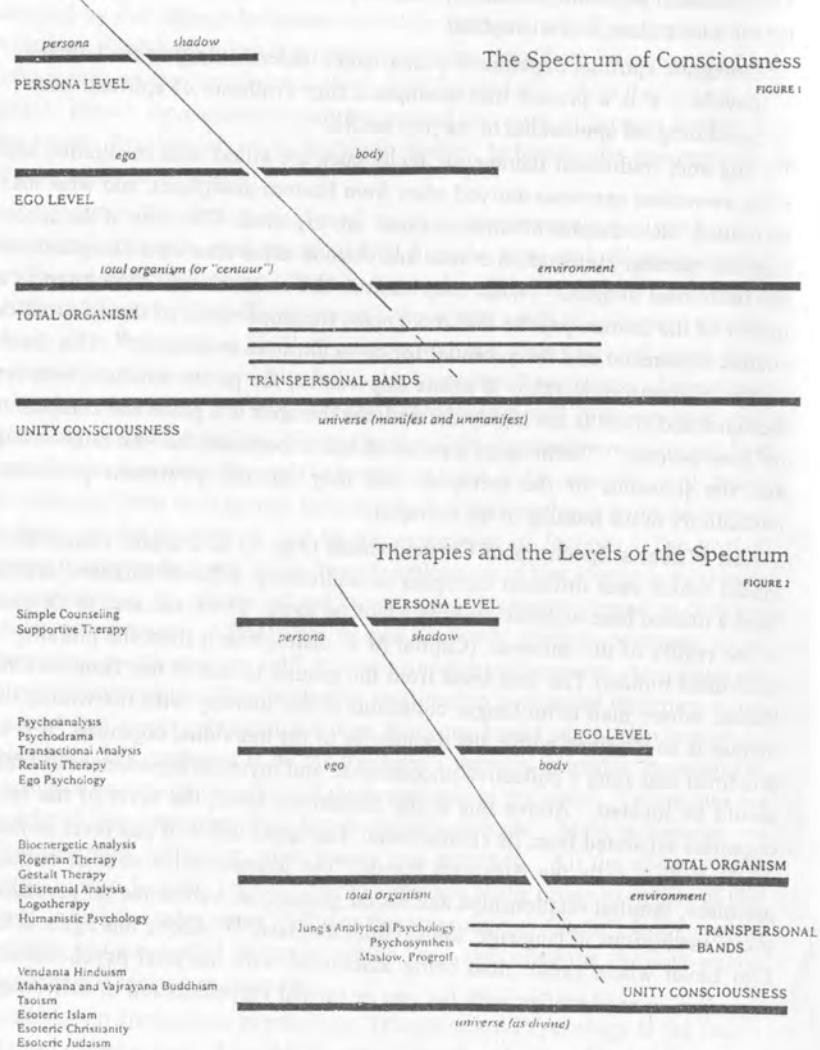 The Spectrum of Consciousness
FIGURE 1
persona shadow
PERSONA LEVEL
ego body
EGO LEVEL
total organism (or "centaur") environment
TOTAL ORGANISM
TRANSPERSONAL BANDS
universe (manifest and unmanifest)
UNITY CONSCIOUSNESS
Therapies and the Levels of the Spectrum
FIGURE 2
PERSONA LEVEL
Simple Counseling
Supportive Therapy
persona shadow
EGO LEVEL
Psychoanalysis
Psychodrama
Transactional Analysis
Reality Therapy
Ego Psychology
ego body
Bioenergetic Analysis
Rogerian Therapy
Gestalt Therapy
Existential Analysis
Logotherapy
Humanistic Psychology
TOTAL ORGANISM
total organism environment
Jung's Analytical Psychology
Psychosynthesis
Maslow, Progroff
TRANSPERSONAL
BANDS
UNITY CONSCIOUSNESS
Vendanta Hinduism
Mahayana and Vajrayana Buddhism
Taoism
Esoteric Islam
Esoteric Christianity
Esoteric Judaism
universe (as divine)